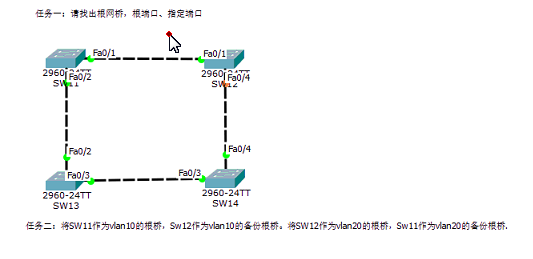 任务一：请找出根网桥，根端口、指定端口
Fa0/1
Fa0/1
2960-24TT
SW11
Fa0/2
2960-24TT
SW12
Fa0/4
Fa0/2
Fa0/4
Fa0/3
Fa0/3
2960-24TT
SW13
2960-24TT
SW14
任务二：将SW11作为vlan10的根桥，Sw12作为vlan10的备份根桥。将SW12作为vlan20的根桥，Sw11作为vlan20的备份根桥.